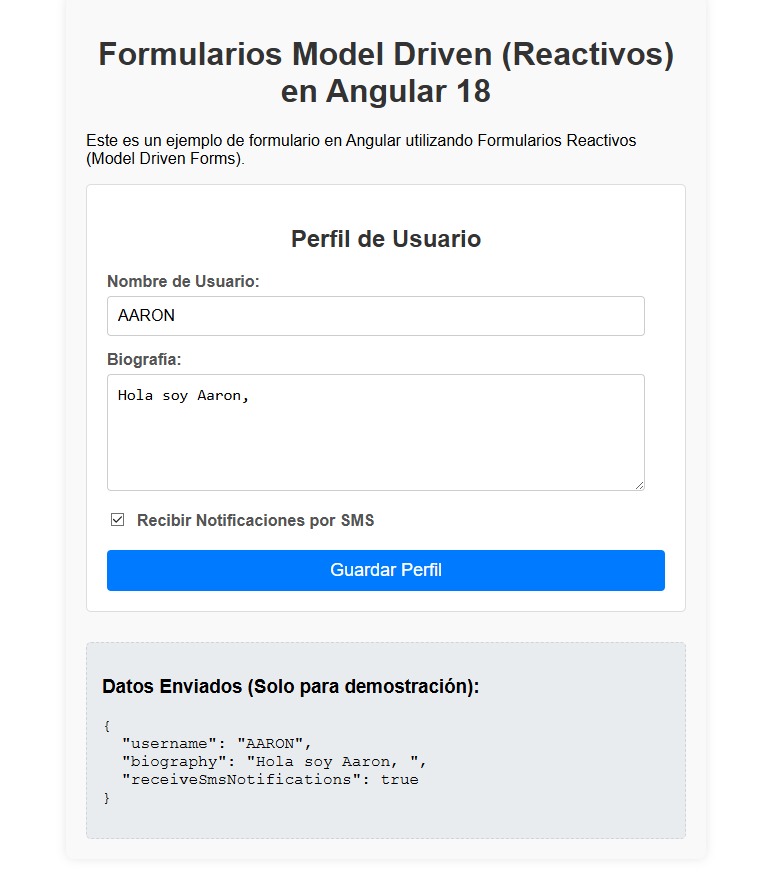 Formularios Model Driven (Reactivos)
en Angular 18
Este es un ejemplo de formulario en Angular utilizando Formularios Reactivos
(Model Driven Forms).
Perfil de Usuario
Nombre de Usuario:
AARON
Biografía:
Hola soy Aaron,
Recibir Notificaciones por SMS
Guardar Perfil
Datos Enviados (Solo para demostración):
{
  "username": "AARON",
  "biography": "Hola soy Aaron, ",
  "receiveSmsNotifications": true
}